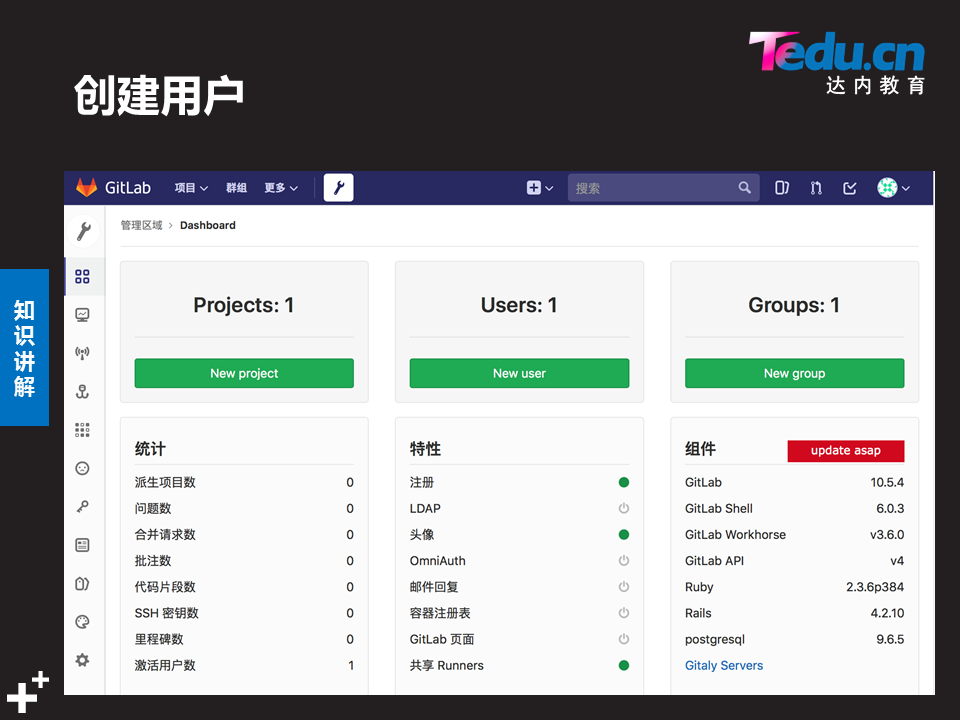 Tedu.cn
达内教育
创建用户
知识讲解
GitLab 项目 群组 更多 搜索
管理区域 › Dashboard
Projects: 1
New project
Users: 1
New user
Groups: 1
New group
统计
派生项目数 0
问题数 0
合并请求数 0
批注数 0
代码片段数 0
SSH 密钥数 0
里程碑数 0
激活用户数 1
特性
注册
LDAP
头像
OmniAuth
邮件回复
容器注册表
GitLab 页面
共享 Runners
组件 update asap
GitLab 10.5.4
GitLab Shell 6.0.3
GitLab Workhorse v3.6.0
GitLab API v4
Ruby 2.3.6p384
Rails 4.2.10
postgresql 9.6.5
Gitaly Servers